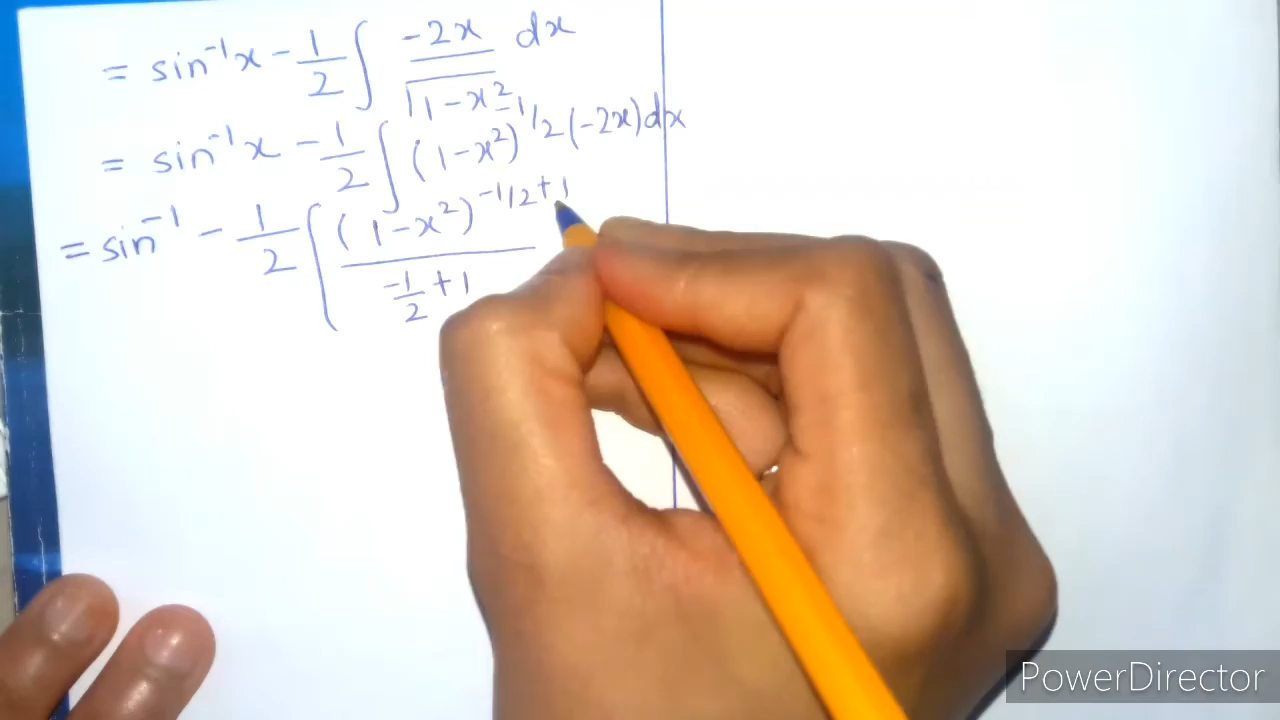 = sin⁻¹x - 1/2 ∫ -2x/√(1-x²) dx
= sin⁻¹x - 1/2 ∫ (1-x²)^-1/2 (-2x) dx
= sin⁻¹ - 1/2 [ (1-x²)^-1/2+1 / -1/2 + 1
PowerDirector